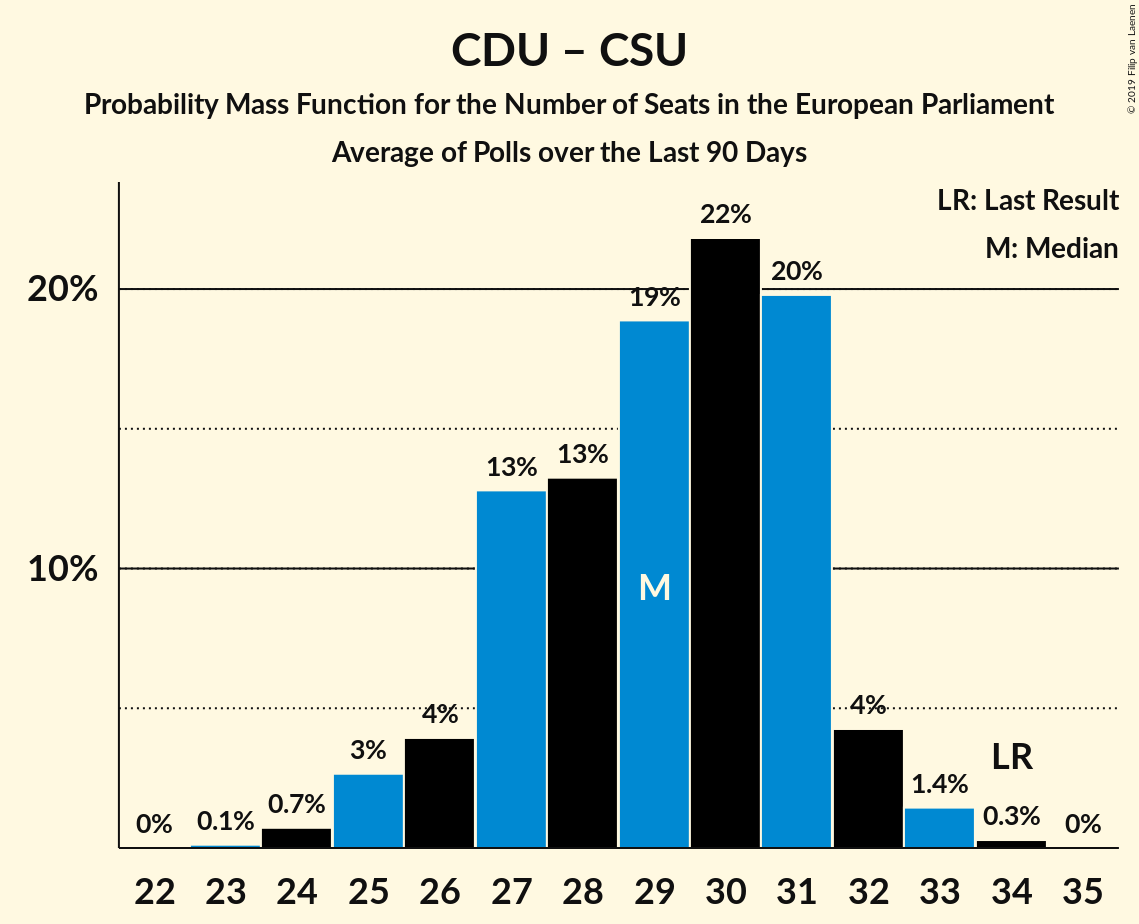 CDU – CSU
Probability Mass Function for the Number of Seats in the European Parliament
Average of Polls over the Last 90 Days
© 2019 Filip van Laenen
LR: Last Result
M: Median
20%
10%
0%
0.1%
0.7%
3%
4%
13%
13%
19%
22%
20%
4%
1.4%
0.3%
0%
M
LR
22 23 24 25 26 27 28 29 30 31 32 33 34 35